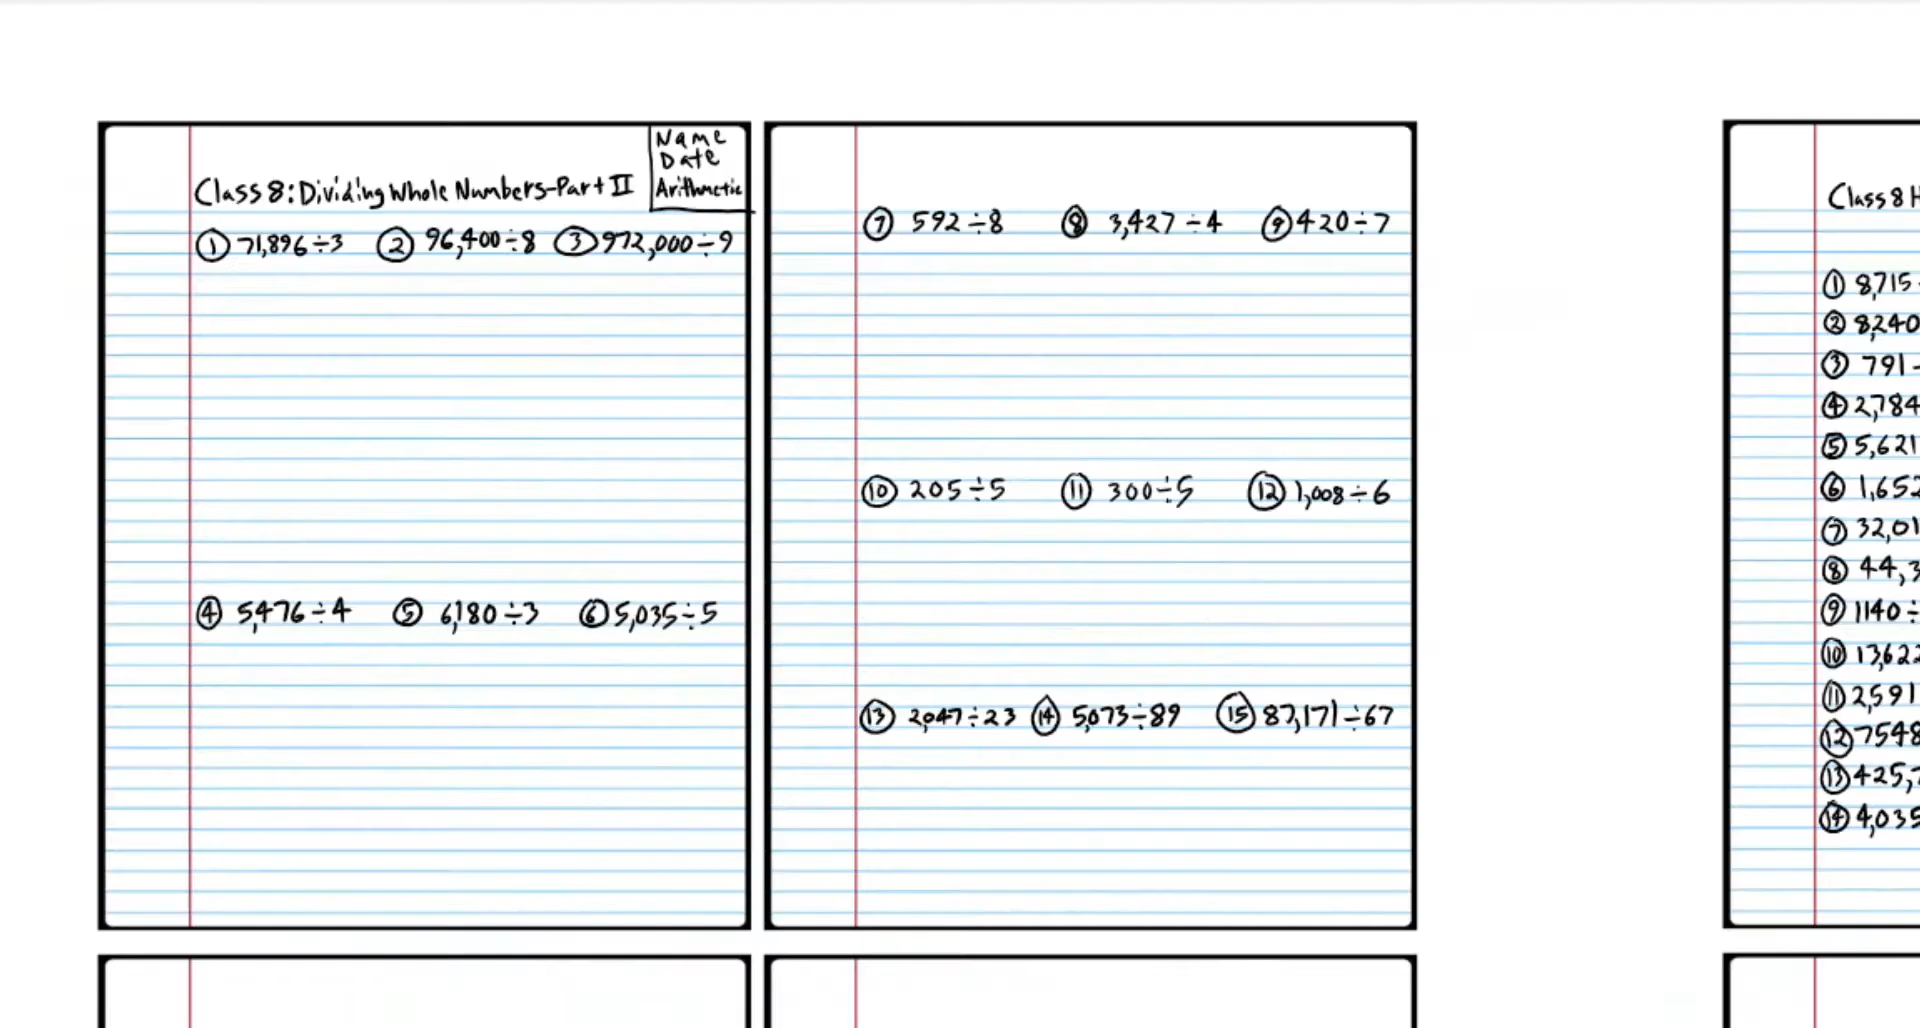 Name
Date
Arithmetic
Class 8: Dividing Whole Numbers-Part II
① 71,896÷3 ② 96,400÷8 ③ 972,000÷9
④ 5,476÷4 ⑤ 6,180÷3 ⑥ 5,035÷5
⑦ 592÷8 ⑧ 3,427÷4 ⑨ 420÷7
⑩ 205÷5 ⑪ 300÷5 ⑫ 1,008÷6
⑬ 2,047÷23 ⑭ 5,073÷89 ⑮ 87,171÷67
Class 8 H
① 8,715
② 8,240
③ 791
④ 2,784
⑤ 5,621
⑥ 1,652
⑦ 32,01
⑧ 44,3
⑨ 1140÷
⑩ 13,622
⑪ 2,591
⑫ 7548
⑬ 425,7
⑭ 4,035